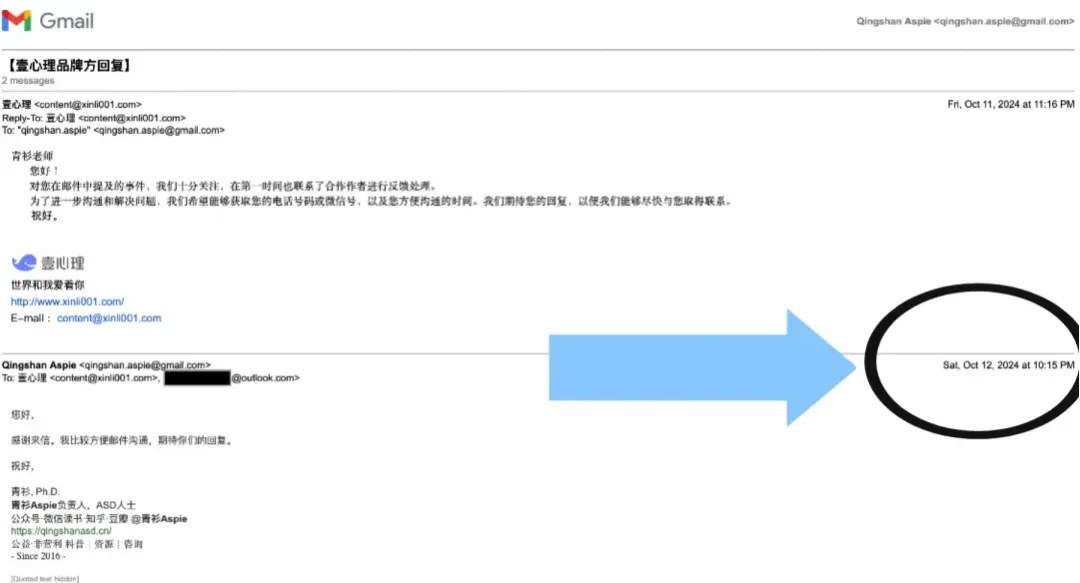 Gmail
Qingshan Aspie <qingshan.aspie@gmail.com>
【壹心理品牌方回复】
2 messages
壹心理 <content@xinli001.com>
Fri, Oct 11, 2024 at 11:16 PM
Reply-To: 壹心理 <content@xinli001.com>
To: "qingshan.aspie" <qingshan.aspie@gmail.com>
青衫老师
您好！
对您在邮件中提及的事件，我们十分关注，在第一时间也联系了合作作者进行反馈处理。
为了进一步沟通和解决问题，我们希望能够获取您的电话号码或微信号，以及您方便沟通的时间。我们期待您的回复，以便我们能够尽快与您取得联系。
祝好。
壹心理
世界和我爱着你
http://www.xinli001.com/
E-mail： content@xinli001.com
Qingshan Aspie <qingshan.aspie@gmail.com>
Sat, Oct 12, 2024 at 10:15 PM
To: 壹心理 <content@xinli001.com>, @outlook.com>
您好，
感谢来信。我比较方便邮件沟通，期待你们的回复。
祝好，
青衫, Ph.D.
青衫Aspie负责人，ASD人士
公众号·微信读书·知乎·豆瓣 @青衫Aspie
https://qingshanasd.cn/
公益·非营利 科普｜资源｜咨询
- Since 2016 -
[Quoted text hidden]